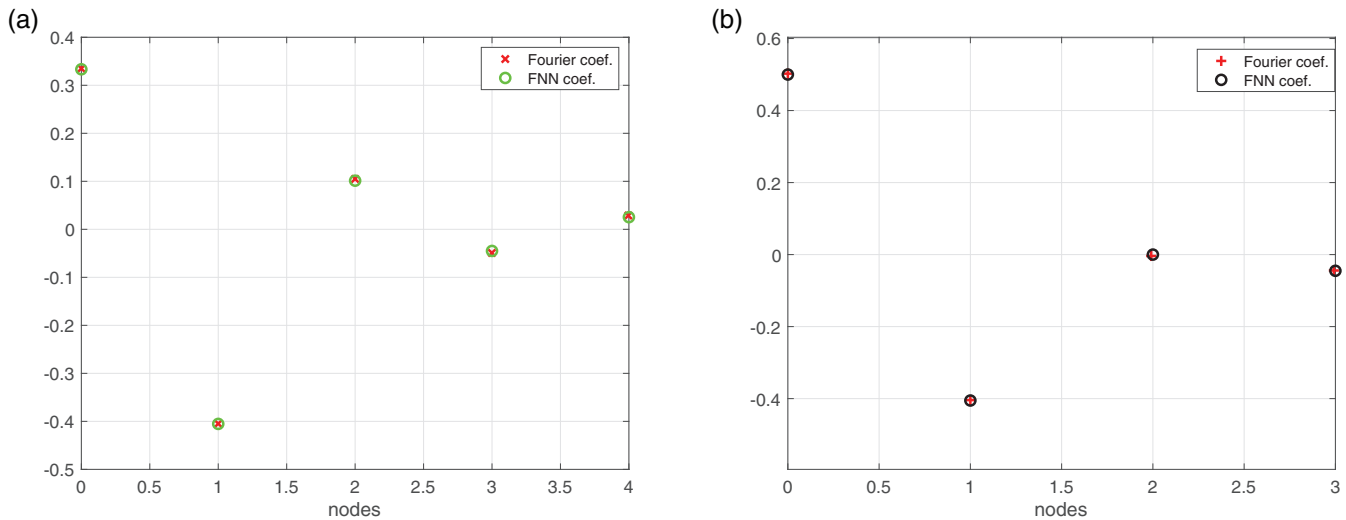 (a)
0.4
0.3
0.2
0.1
0
-0.1
-0.2
-0.3
-0.4
-0.5
0 0.5 1 1.5 2 2.5 3 3.5 4
nodes
Fourier coef.
FNN coef.
(b)
0.6
0.4
0.2
0
-0.2
-0.4
0 0.5 1 1.5 2 2.5 3
nodes
Fourier coef.
FNN coef.